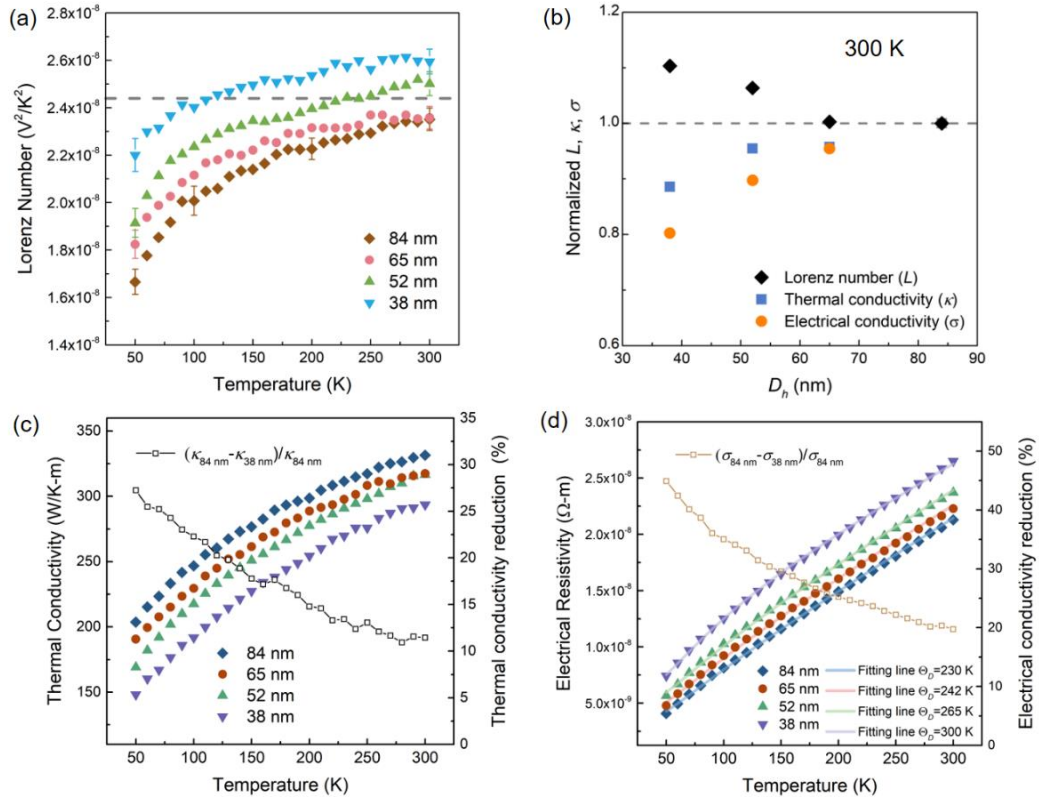 (a)
2.8x10⁻⁸
2.6x10⁻⁸
2.4x10⁻⁸
2.2x10⁻⁸
2.0x10⁻⁸
1.8x10⁻⁸
1.6x10⁻⁸
1.4x10⁻⁸
Lorenz Number (V²/K²)
84 nm
65 nm
52 nm
38 nm
50 100 150 200 250 300
Temperature (K)
(b)
300 K
1.2
1.0
0.8
0.6
Normalized L, κ, σ
Lorenz number (L)
Thermal conductivity (κ)
Electrical conductivity (σ)
30 40 50 60 70 80 90
Dₕ (nm)
(c)
350
300
250
200
150
Thermal Conductivity (W/K-m)
(κ84 nm-κ38 nm)/κ84 nm
84 nm
65 nm
52 nm
38 nm
35
30
25
20
15
10
5
0
Thermal conductivity reduction (%)
50 100 150 200 250 300
Temperature (K)
(d)
3.0x10⁻⁸
2.5x10⁻⁸
2.0x10⁻⁸
1.5x10⁻⁸
1.0x10⁻⁸
5.0x10⁻⁹
Electrical Resistivity (Ω-m)
(σ84 nm-σ38 nm)/σ84 nm
84 nm Fitting line Θ_D=230 K
65 nm Fitting line Θ_D=242 K
52 nm Fitting line Θ_D=265 K
38 nm Fitting line Θ_D=300 K
50
40
30
20
10
0
Electrical conductivity reduction (%)
50 100 150 200 250 300
Temperature (K)